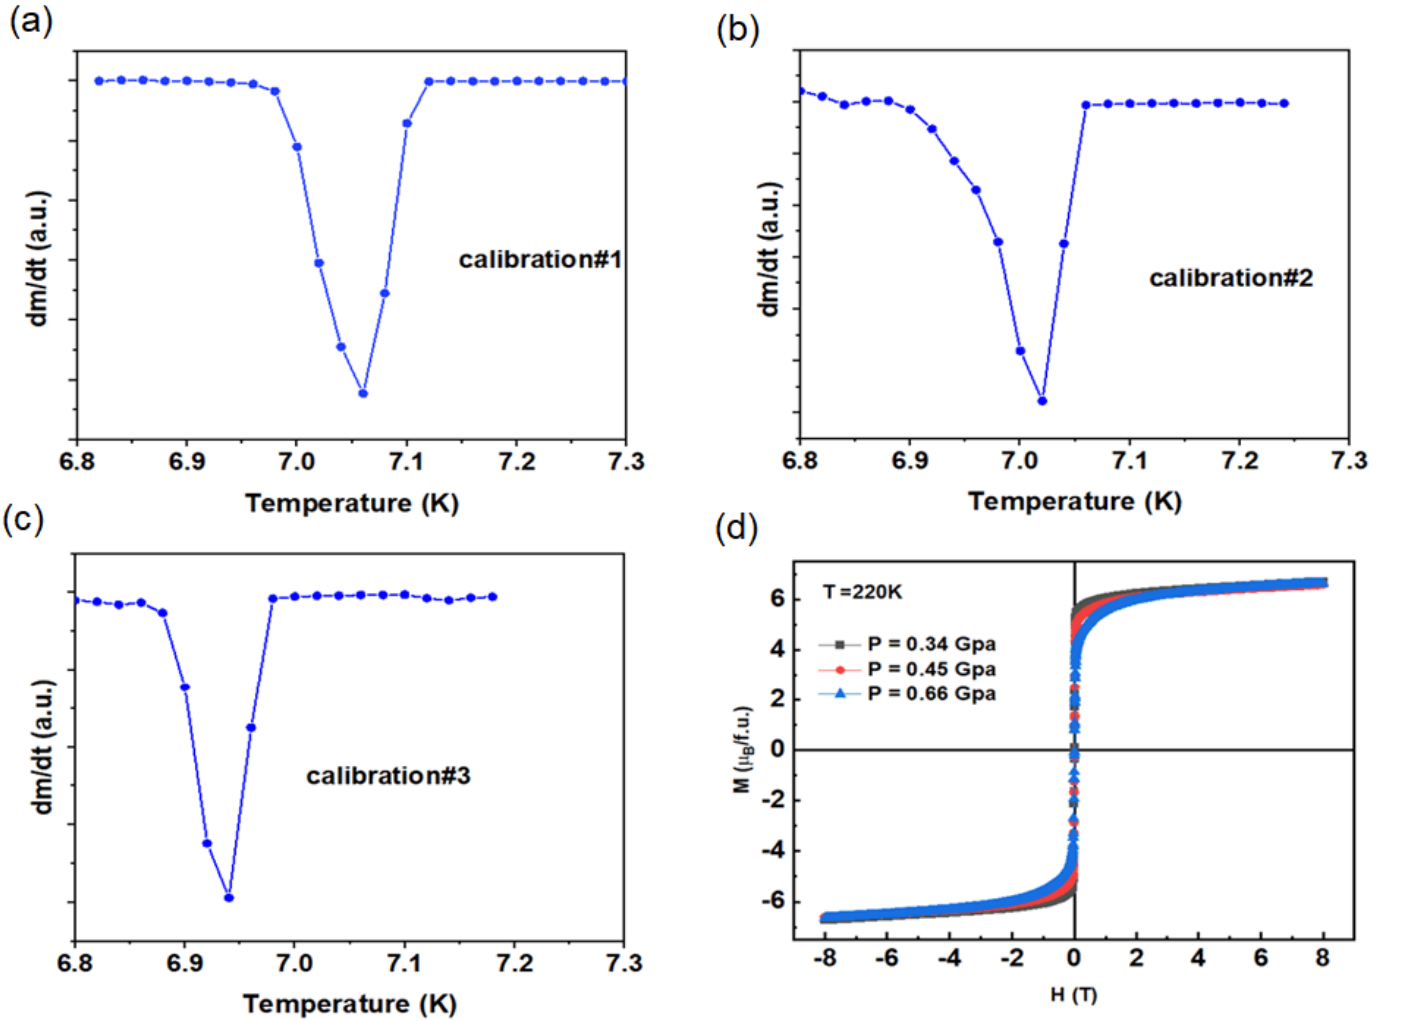 (a)
dm/dt (a.u.)
calibration#1
6.8 6.9 7.0 7.1 7.2 7.3
Temperature (K)
(b)
dm/dt (a.u.)
calibration#2
6.8 6.9 7.0 7.1 7.2 7.3
Temperature (K)
(c)
dm/dt (a.u.)
calibration#3
6.8 6.9 7.0 7.1 7.2 7.3
Temperature (K)
(d)
M (μB/f.u.)
6
4
2
0
-2
-4
-6
T =220K
P = 0.34 Gpa
P = 0.45 Gpa
P = 0.66 Gpa
-8 -6 -4 -2 0 2 4 6 8
H (T)